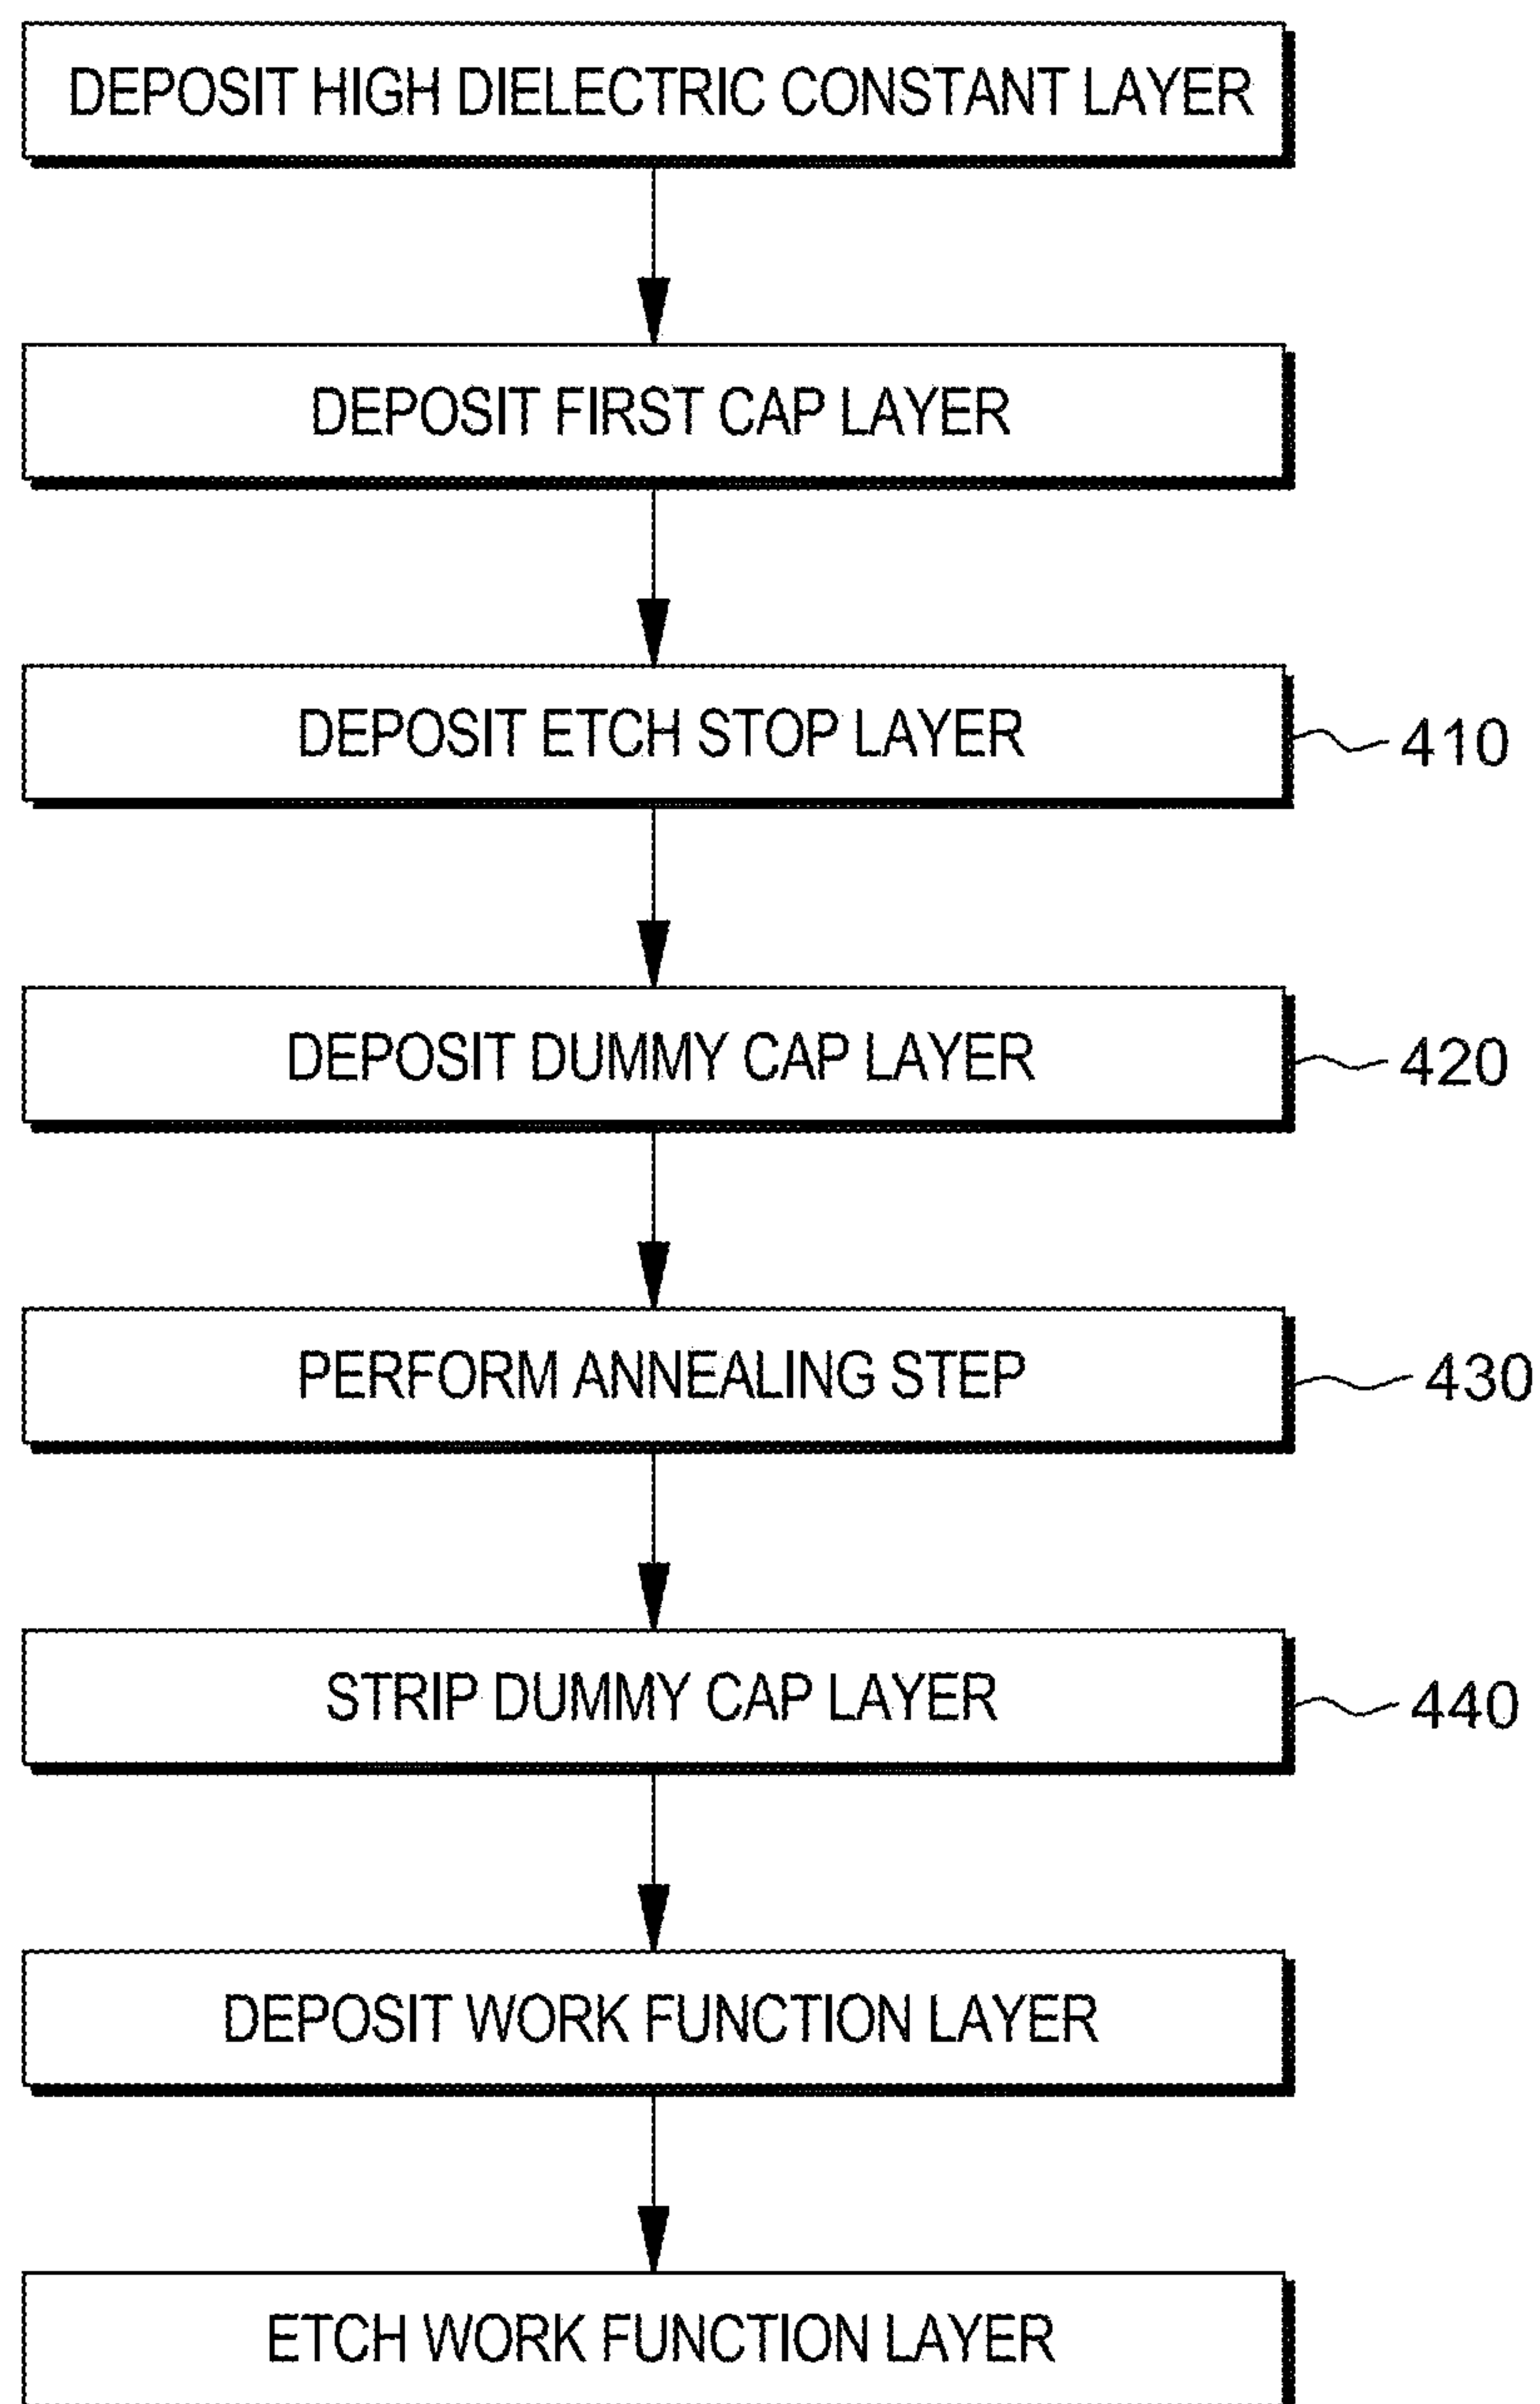 DEPOSIT HIGH DIELECTRIC CONSTANT LAYER
DEPOSIT FIRST CAP LAYER
DEPOSIT ETCH STOP LAYER
410
DEPOSIT DUMMY CAP LAYER
420
PERFORM ANNEALING STEP
430
STRIP DUMMY CAP LAYER
440
DEPOSIT WORK FUNCTION LAYER
ETCH WORK FUNCTION LAYER